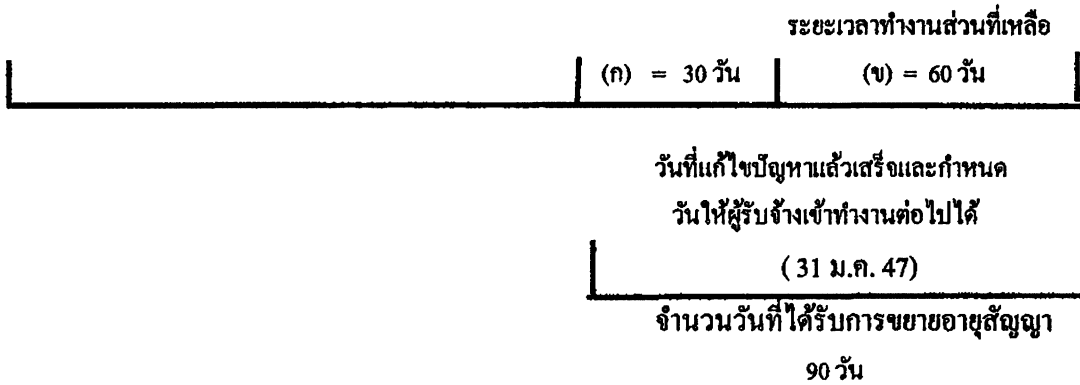 ระยะเวลาทำงานส่วนที่เหลือ
(ก) = 30 วัน (ข) = 60 วัน
วันที่แก้ไขปัญหาแล้วเสร็จและกำหนด
วันให้ผู้รับจ้างเข้าทำงานต่อไปได้
( 31 ม.ค. 47)
จำนวนวันที่ได้รับการขยายอายุสัญญา
90 วัน